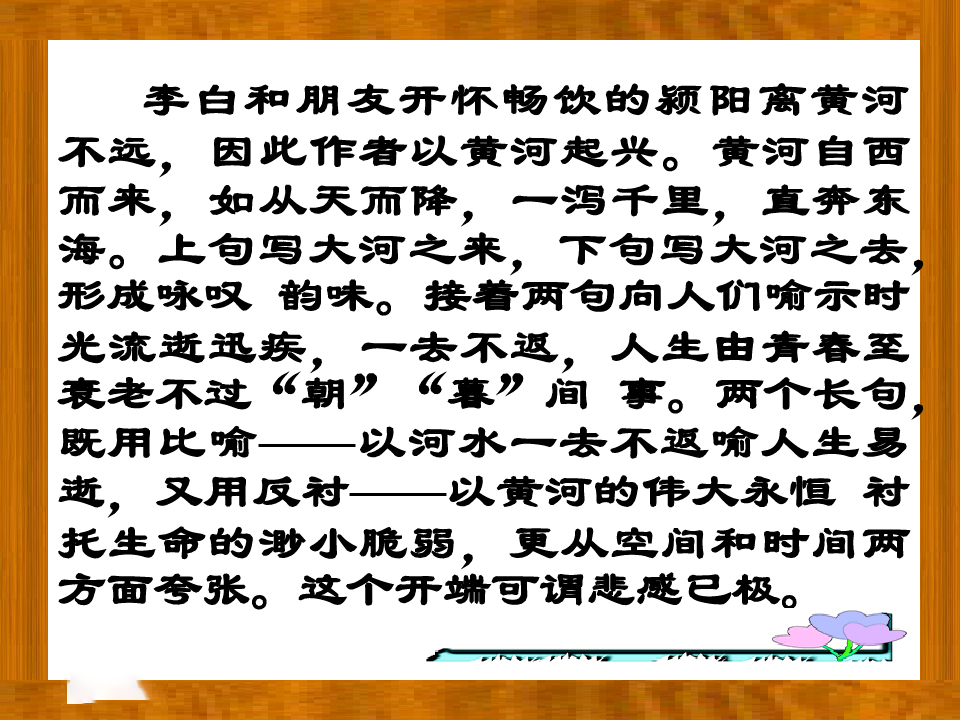 李白和朋友开怀畅饮的颍阳离黄河
不远，因此作者以黄河起兴。黄河自西
而来，如从天而降，一泻千里，直奔东
海。上句写大河之来，下句写大河之去，
形成咏叹 韵味。接着两句向人们喻示时
光流逝迅疾，一去不返，人生由青春至
衰老不过“朝”“暮”间 事。两个长句，
既用比喻——以河水一去不返喻人生易
逝，又用反衬——以黄河的伟大永恒 衬
托生命的渺小脆弱，更从空间和时间两
方面夸张。这个开端可谓悲感已极。